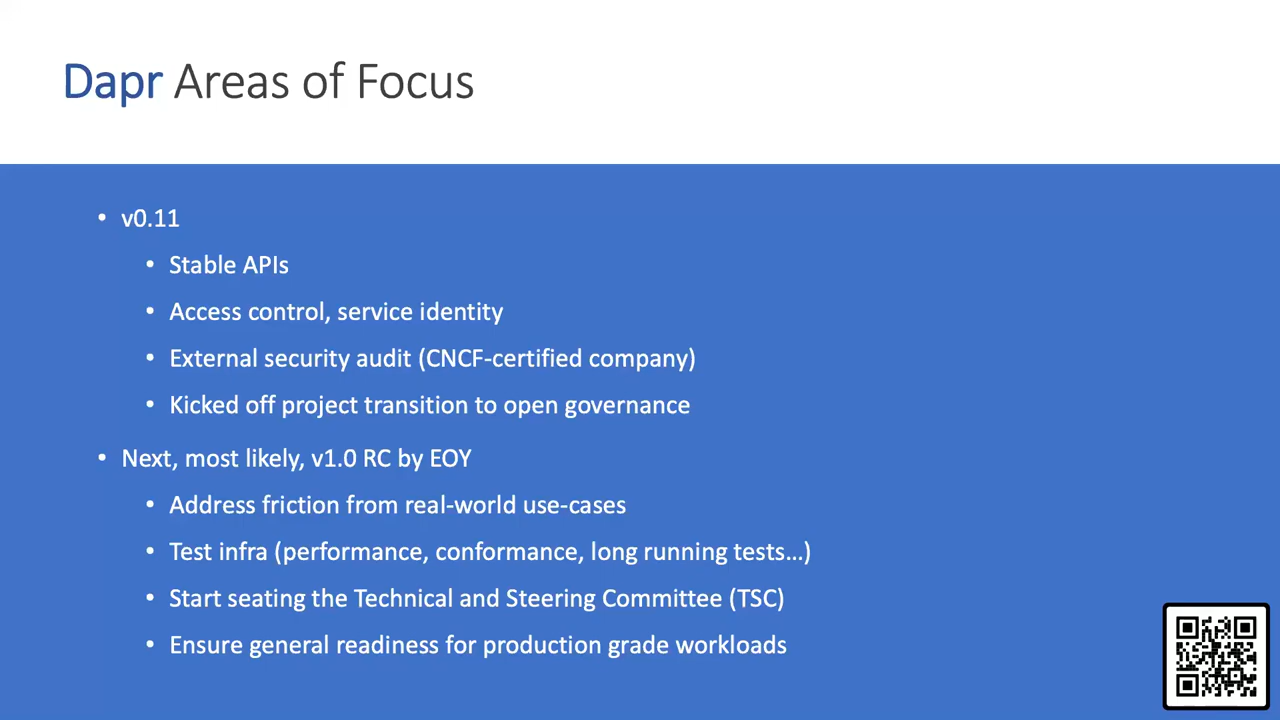 Dapr Areas of Focus
• v0.11
• Stable APIs
• Access control, service identity
• External security audit (CNCF-certified company)
• Kicked off project transition to open governance
• Next, most likely, v1.0 RC by EOY
• Address friction from real-world use-cases
• Test infra (performance, conformance, long running tests...)
• Start seating the Technical and Steering Committee (TSC)
• Ensure general readiness for production grade workloads